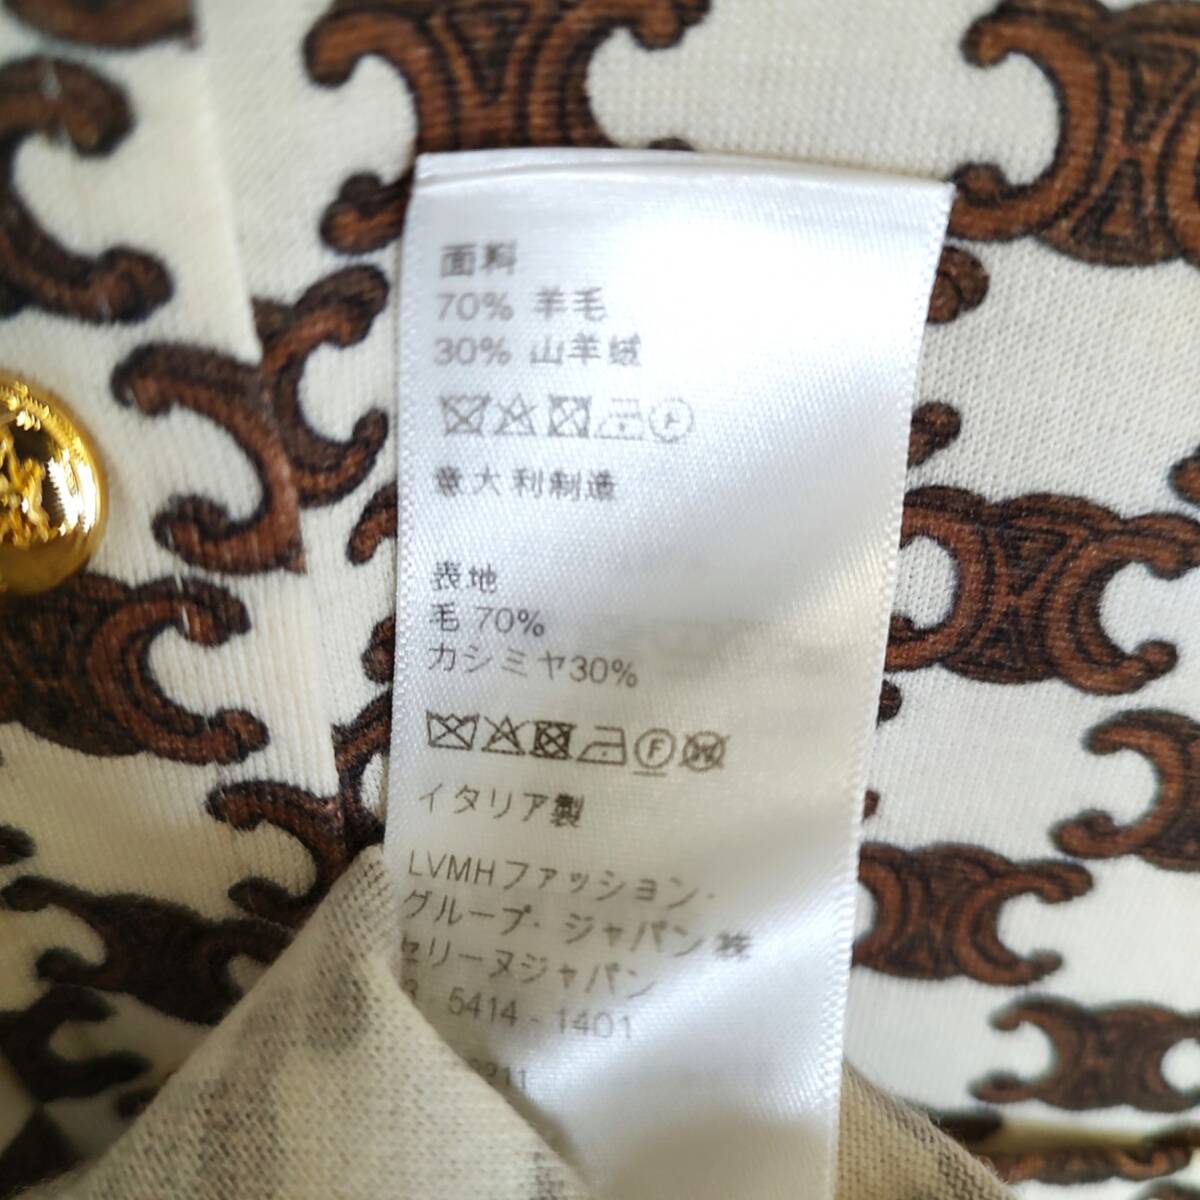 面料
70% 羊毛
30% 山羊绒
F
意大利制造
表地
毛 70%
カシミヤ30%
F W
イタリア製
LVMHファッション・
グループ・ジャパン 株
セリーヌジャパン
3 5414-1401